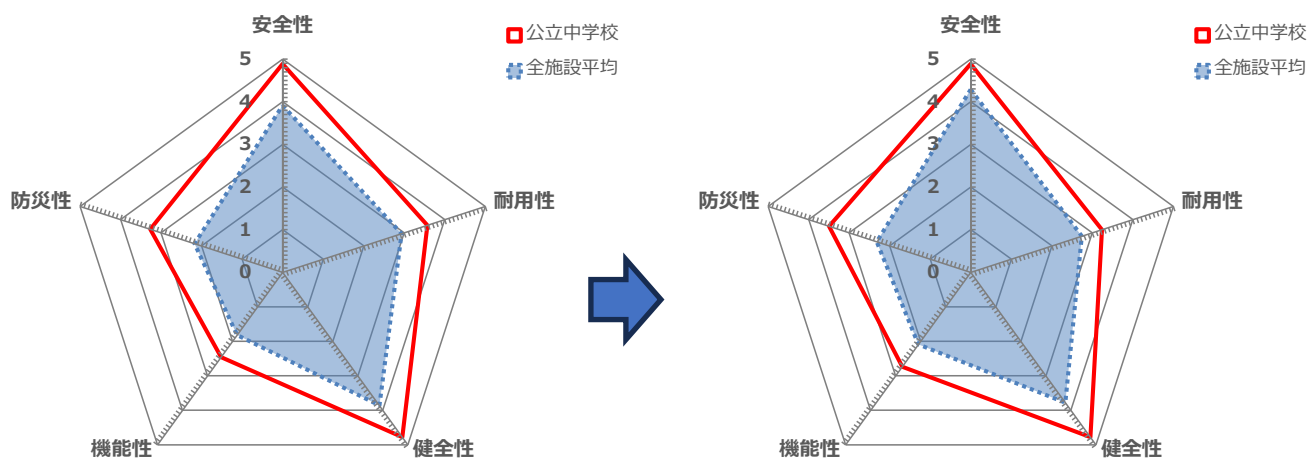 安全性
公立中学校
全施設平均
5
4
3
2
1
0
防災性
耐用性
機能性
健全性
安全性
公立中学校
全施設平均
5
4
3
2
1
0
防災性
耐用性
機能性
健全性